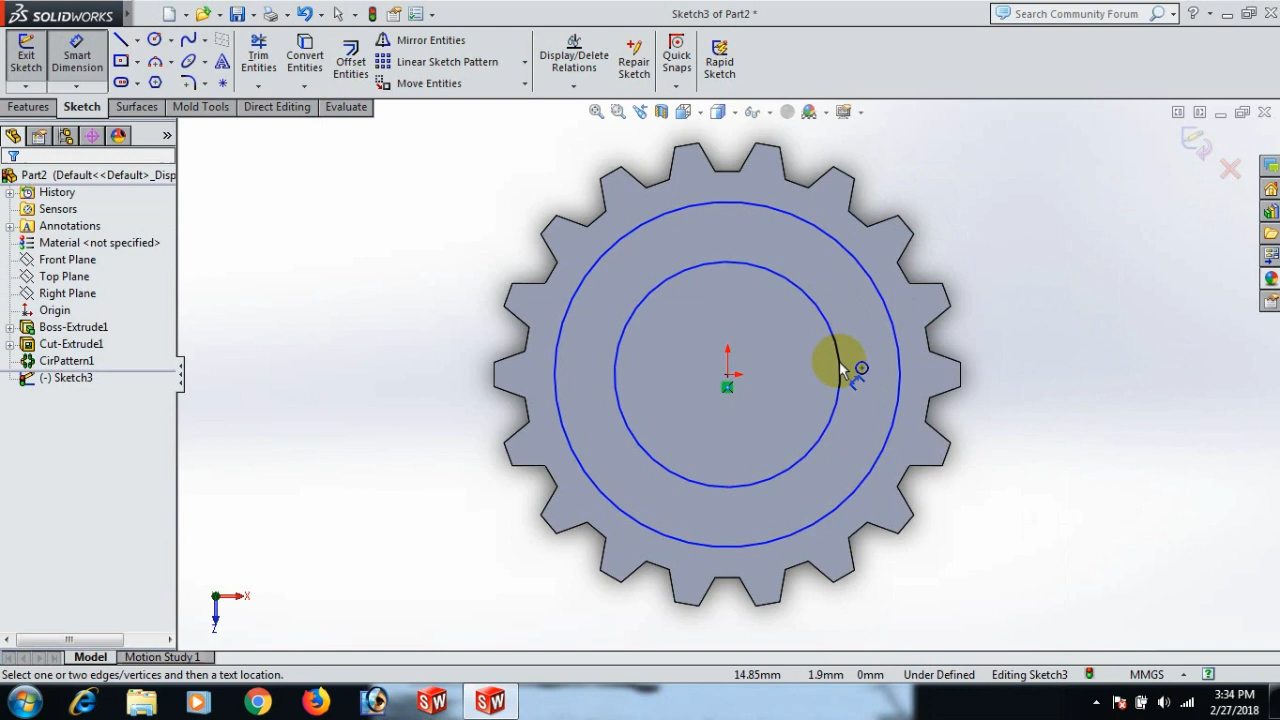 SOLIDWORKS
Sketch3 of Part2 *
Search Community Forum
Exit Sketch
Smart Dimension
Trim Entities
Convert Entities
Offset Entities
Mirror Entities
Linear Sketch Pattern
Move Entities
Display/Delete Relations
Repair Sketch
Quick Snaps
Rapid Sketch
Features
Sketch
Surfaces
Mold Tools
Direct Editing
Evaluate
Part2 (Default<<Default>_Disp
History
Sensors
Annotations
Material <not specified>
Front Plane
Top Plane
Right Plane
Origin
Boss-Extrude1
Cut-Extrude1
CirPattern1
(-) Sketch3
X
Z
Model
Motion Study 1
Select one or two edges/vertices and then a text location.
14.85mm
1.9mm
0mm
Under Defined
Editing Sketch3
MMGS
SW
SW
3:34 PM
2/27/2018